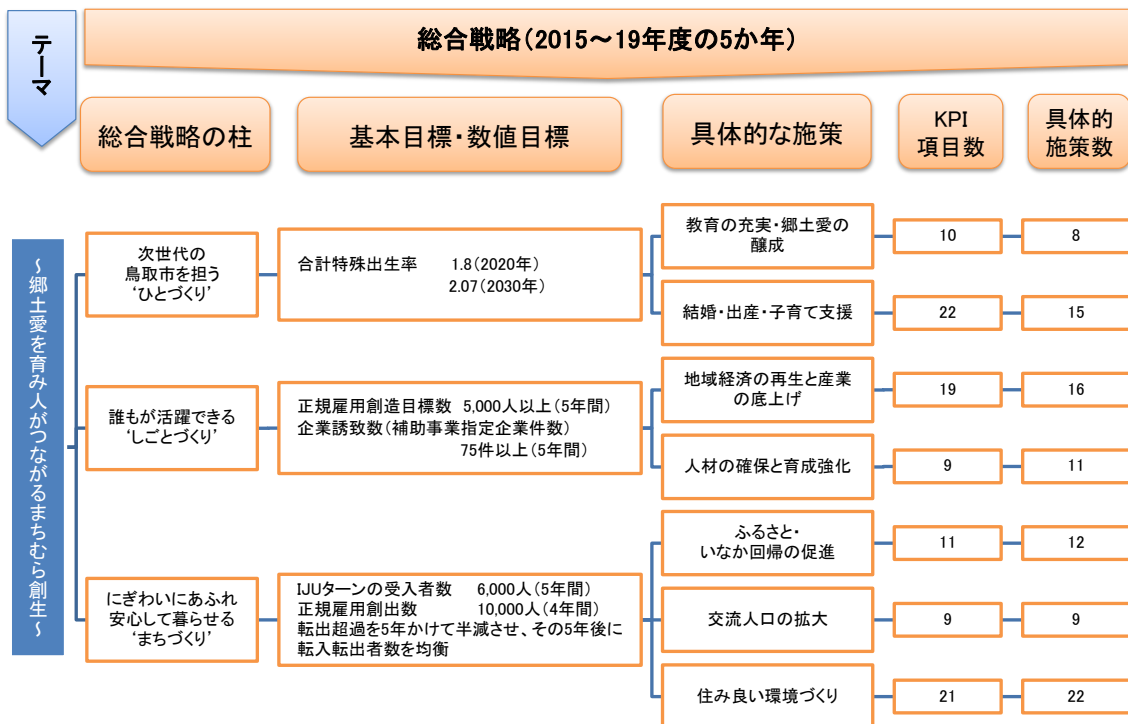 テーマ
総合戦略(2015~19年度の5か年)
総合戦略の柱
基本目標・数値目標
具体的な施策
KPI
項目数
具体的
施策数
~郷土愛を育み人がつながるまちむら創生~
次世代の
鳥取市を担う
‘ひとづくり’
合計特殊出生率 1.8(2020年)
2.07(2030年)
教育の充実・郷土愛の
醸成
10
8
結婚・出産・子育て支援
22
15
誰もが活躍できる
‘しごとづくり’
正規雇用創造目標数 5,000人以上(5年間)
企業誘致数(補助事業指定企業件数)
75件以上(5年間)
地域経済の再生と産業
の底上げ
19
16
人材の確保と育成強化
9
11
にぎわいにあふれ
安心して暮らせる
‘まちづくり’
IJUターンの受入者数 6,000人(5年間)
正規雇用創出数 10,000人(4年間)
転出超過を5年かけて半減させ、その5年後に
転入転出者数を均衡
ふるさと・
いなか回帰の促進
11
12
交流人口の拡大
9
9
住み良い環境づくり
21
22